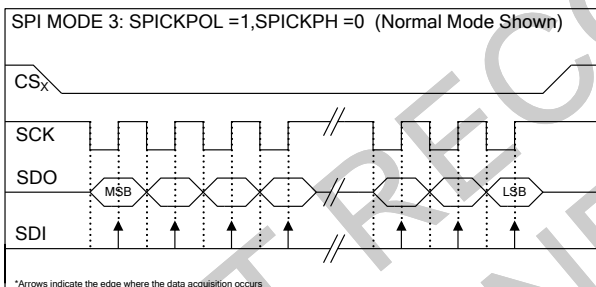 SPI MODE 3: SPICKPOL =1,SPICKPH =0 (Normal Mode Shown)
CSX
SCK
SDO
MSB
LSB
SDI
*Arrows indicate the edge where the data acquisition occurs